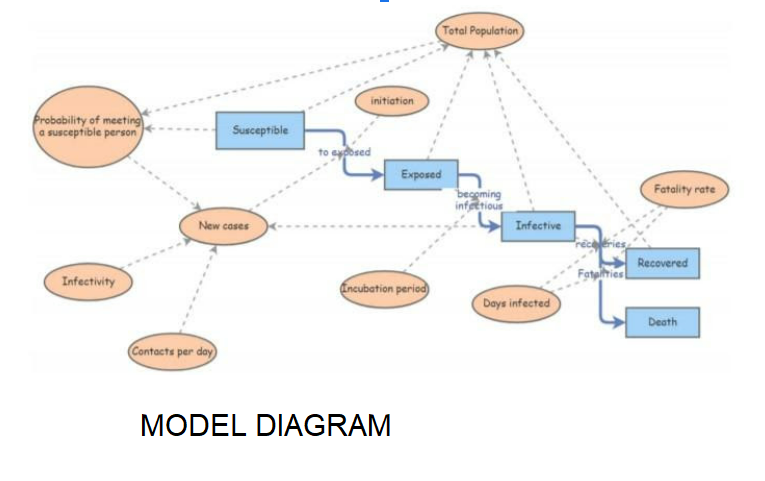 Total Population
initiation
Probability of meeting
a susceptible person
Susceptible
to exposed
Exposed
Fatality rate
becoming
infectious
New cases
Infective
recoveries
Recovered
Fatalities
Infectivity
Incubation period
Days infected
Death
Contacts per day
MODEL DIAGRAM